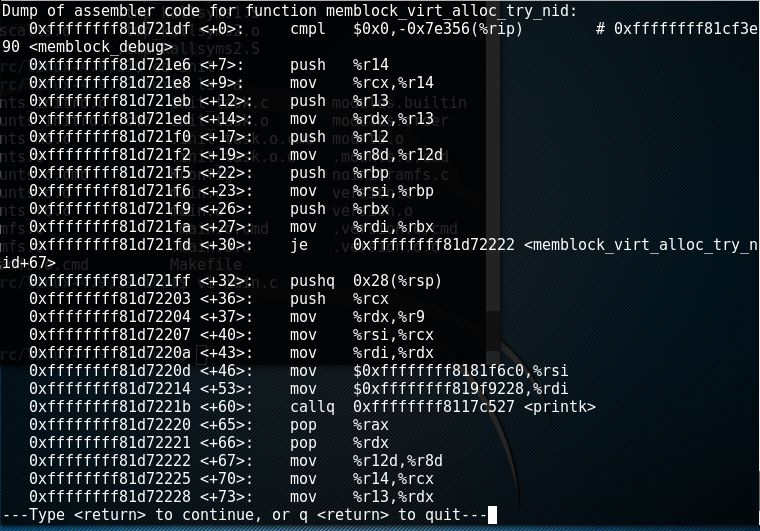 Dump of assembler code for function memblock_virt_alloc_try_nid:
   0xffffffff81d721df <+0>:	cmpl   $0x0,-0x7e356(%rip)        # 0xffffffff81cf3e
90 <memblock_debug>
   0xffffffff81d721e6 <+7>:	push   %r14
   0xffffffff81d721e8 <+9>:	mov    %rcx,%r14
   0xffffffff81d721eb <+12>:	push   %r13
   0xffffffff81d721ed <+14>:	mov    %rdx,%r13
   0xffffffff81d721f0 <+17>:	push   %r12
   0xffffffff81d721f2 <+19>:	mov    %r8d,%r12d
   0xffffffff81d721f5 <+22>:	push   %rbp
   0xffffffff81d721f6 <+23>:	mov    %rsi,%rbp
   0xffffffff81d721f9 <+26>:	push   %rbx
   0xffffffff81d721fa <+27>:	mov    %rdi,%rbx
   0xffffffff81d721fd <+30>:	je     0xffffffff81d72222 <memblock_virt_alloc_try_n
id+67>
   0xffffffff81d721ff <+32>:	pushq  0x28(%rsp)
   0xffffffff81d72203 <+36>:	push   %rcx
   0xffffffff81d72204 <+37>:	mov    %rdx,%r9
   0xffffffff81d72207 <+40>:	mov    %rsi,%rcx
   0xffffffff81d7220a <+43>:	mov    %rdi,%rdx
   0xffffffff81d7220d <+46>:	mov    $0xffffffff8181f6c0,%rsi
   0xffffffff81d72214 <+53>:	mov    $0xffffffff819f9228,%rdi
   0xffffffff81d7221b <+60>:	callq  0xffffffff8117c527 <printk>
   0xffffffff81d72220 <+65>:	pop    %rax
   0xffffffff81d72221 <+66>:	pop    %rdx
   0xffffffff81d72222 <+67>:	mov    %r12d,%r8d
   0xffffffff81d72225 <+70>:	mov    %r14,%rcx
   0xffffffff81d72228 <+73>:	mov    %r13,%rdx
---Type <return> to continue, or q <return> to quit---